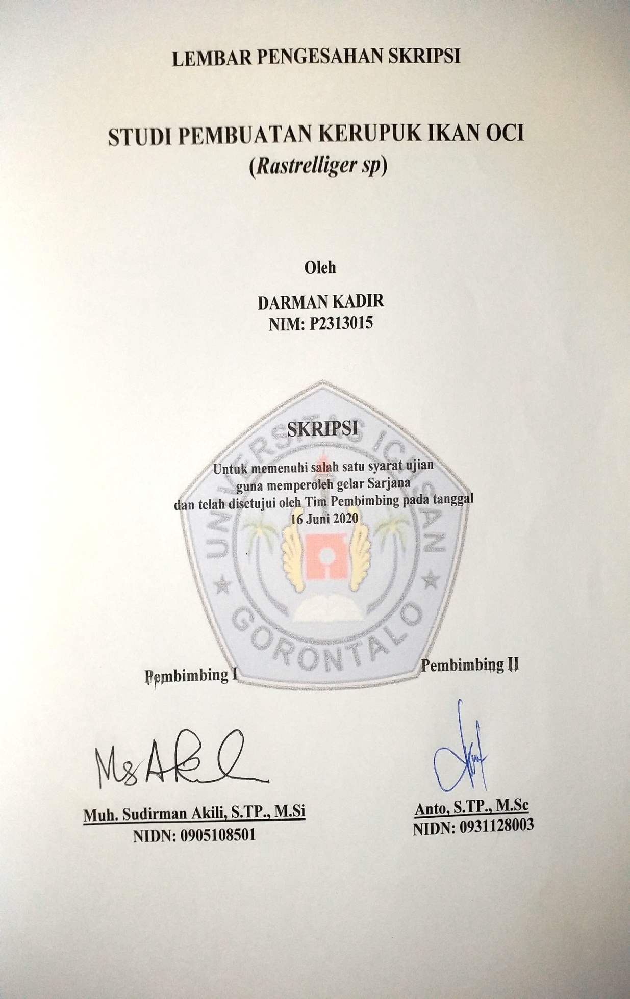 LEMBAR PENGESAHAN SKRIPSI
STUDI PEMBUATAN KERUPUK IKAN OCI
(Rastrelliger sp)
Oleh
DARMAN KADIR
NIM: P2313015
UNIVERSITAS ICHSAN
SKRIPSI
Untuk memenuhi salah satu syarat ujian
guna memperoleh gelar Sarjana
dan telah disetujui oleh Tim Pembimbing pada tanggal
16 Juni 2020
GORONTALO
Pembimbing I
Pembimbing II
Muh. Sudirman Akili, S.TP., M.Si
NIDN: 0905108501
Anto, S.TP., M.Sc
NIDN: 0931128003